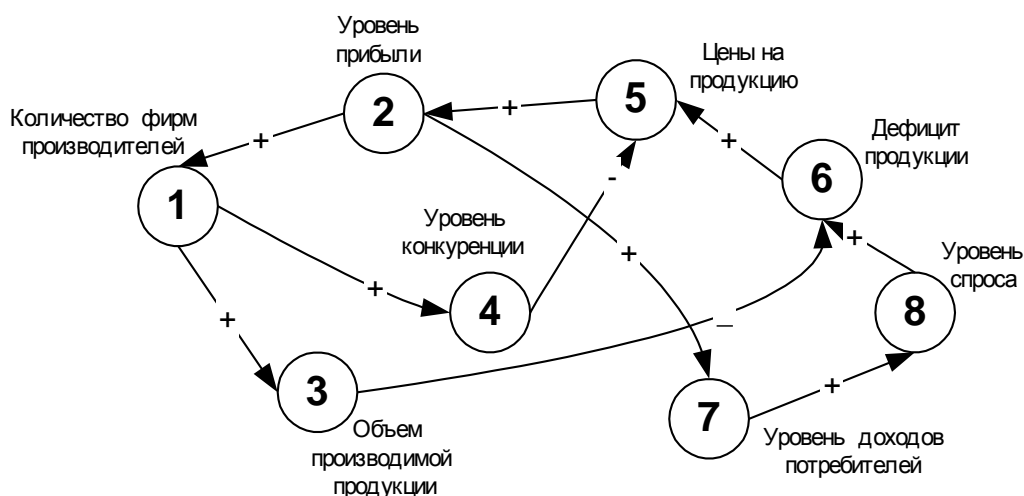 Уровень
прибыли
Цены на
продукцию
Количество фирм
производителей
Дефицит
продукции
Уровень
конкуренции
Уровень
спроса
Объем
производимой
продукции
Уровень доходов
потребителей
1
2
3
4
5
6
7
8
+
+
+
+
-
+
+
+
–
+